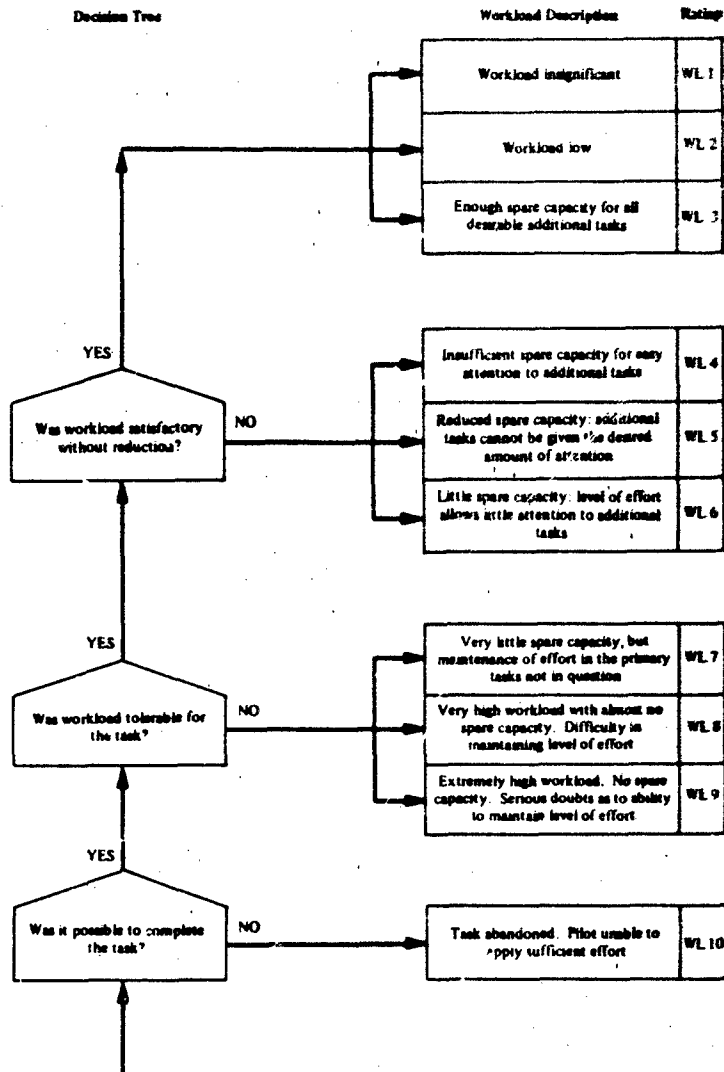 Decision Tree
Workload Description
Rating
Workload insignificant
WL 1
Workload low
WL 2
Enough spare capacity for all
desirable additional tasks
WL 3
YES
Insufficient spare capacity for easy
attention to additional tasks
WL 4
Was workload satisfactory
without reduction?
NO
Reduced spare capacity: additional
tasks cannot be given the desired
amount of attention
WL 5
Little spare capacity: level of effort
allows little attention to additional
tasks
WL 6
YES
Very little spare capacity, but
maintenance of effort in the primary
tasks not in question
WL 7
Was workload tolerable for
the task?
NO
Very high workload with almost no
spare capacity. Difficulty in
maintaining level of effort
WL 8
Extremely high workload. No spare
capacity. Serious doubts as to ability
to maintain level of effort
WL 9
YES
Was it possible to complete
the task?
NO
Task abandoned. Pilot unable to
apply sufficient effort
WL 10